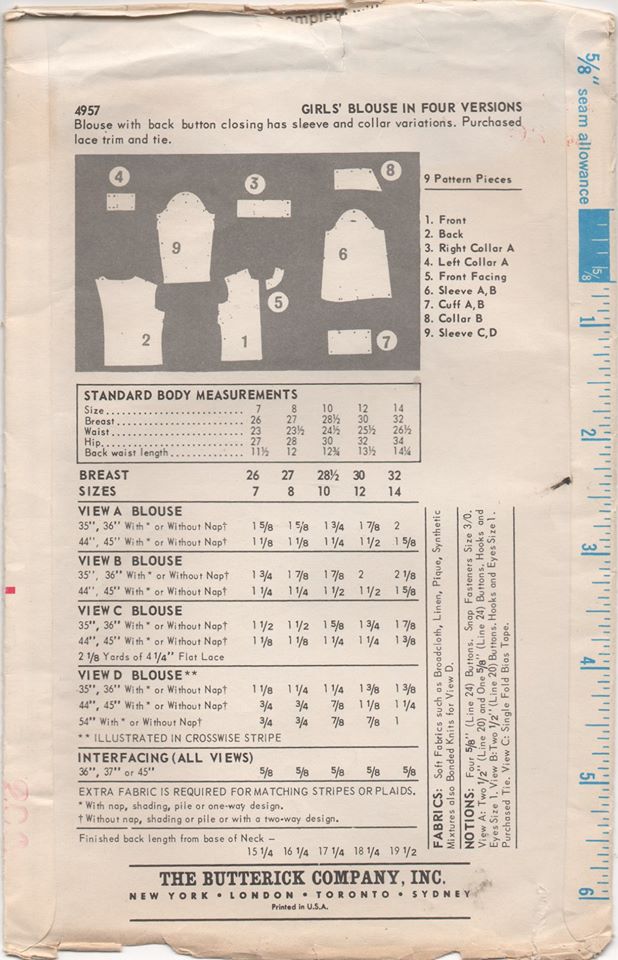 4957 GIRLS' BLOUSE IN FOUR VERSIONS
Blouse with back button closing has sleeve and collar variations. Purchased
lace trim and tie.
4
3
8
9
6
5
2
1
7
9 Pattern Pieces
1. Front
2. Back
3. Right Collar A
4. Left Collar A
5. Front Facing
6. Sleeve A,B
7. Cuff A,B
8. Collar B
9. Sleeve C,D
STANDARD BODY MEASUREMENTS
Size........................ 7 8 10 12 14
Breast........................ 26 27 28½ 30 32
Waist........................ 23 23½ 24½ 25½ 26½
Hip........................ 27 28 30 32 34
Back waist length................. 11½ 12 12¾ 13½ 14¼
BREAST 26 27 28½ 30 32
SIZES 7 8 10 12 14
VIEW A BLOUSE
35", 36" With* or Without Nap† 1 5/8 1 5/8 1 3/4 1 7/8 2
44", 45" With* or Without Nap† 1 1/8 1 1/8 1 1/4 1 1/2 1 5/8
VIEW B BLOUSE
35", 36" With* or Without Nap† 1 3/4 1 7/8 1 7/8 2 2 1/8
44", 45" With* or Without Nap† 1 1/4 1 1/4 1 1/2 1 1/2 1 5/8
VIEW C BLOUSE
35", 36" With* or Without Nap† 1 1/2 1 1/2 1 5/8 1 3/4 1 7/8
44", 45" With* or Without Nap† 1 1/8 1 1/8 1 1/4 1 1/4 1 3/8
2 1/8 Yards of 4 1/4" Flat Lace
VIEW D BLOUSE**
35", 36" With* or Without Nap† 1 1/8 1 1/4 1 1/4 1 3/8 1 3/8
44", 45" With* or Without Nap† 3/4 3/4 7/8 1 1/8 1 1/4
54" With* or Without Nap† 3/4 3/4 7/8 7/8 1
** ILLUSTRATED IN CROSSWISE STRIPE
INTERFACING (ALL VIEWS)
36", 37" or 45" 5/8 5/8 5/8 5/8 5/8
EXTRA FABRIC IS REQUIRED FOR MATCHING STRIPES OR PLAIDS.
* With nap, shading, pile or one-way design.
† Without nap, shading or pile or with a two-way design.
Finished back length from base of Neck –
15 1/4 16 1/4 17 1/4 18 1/4 19 1/2
FABRICS: Soft Fabrics such as Broadcloth, Linen, Pique, Synthetic
Mixtures also Bonded Knits for View D.
NOTIONS: Four 5/8" (Line 24) Buttons. Snap Fasteners Size 3/0.
View A: Two 1/2" (Line 20) and One 5/8" (Line 24) Buttons. Hooks and
Eyes Size 1. View B: Two 1/2" (Line 20) Buttons. Hooks and Eyes Size 1.
Purchased Tie. View C: Single Fold Bias Tape.
THE BUTTERICK COMPANY, INC.
NEW YORK • LONDON • TORONTO • SYDNEY
Printed in U.S.A.
5/8" seam allowance
5/8
1
2
3
4
5
6